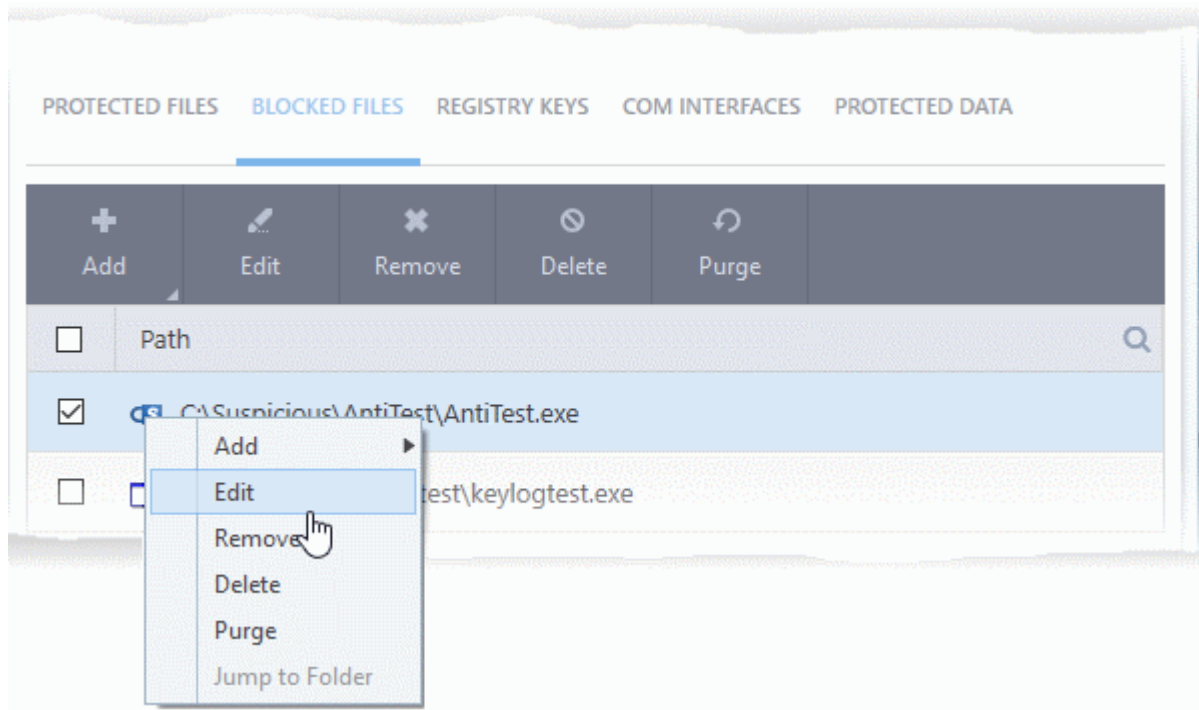 PROTECTED FILES BLOCKED FILES REGISTRY KEYS COM INTERFACES PROTECTED DATA
Add Edit Remove Delete Purge
Path
C:\Suspicious\AntiTest\AntiTest.exe
Add
Edit
test\keylogtest.exe
Remove
Delete
Purge
Jump to Folder